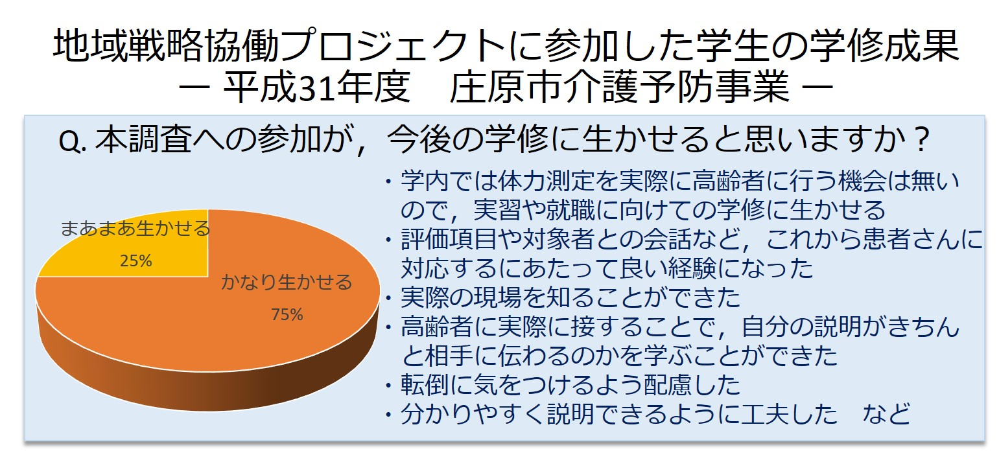 地域戦略協働プロジェクトに参加した学生の学修成果
ー 平成31年度　庄原市介護予防事業 ー
Q. 本調査への参加が，今後の学修に生かせると思いますか？
まあまあ生かせる
25%
かなり生かせる
75%
・学内では体力測定を実際に高齢者に行う機会は無い
ので，実習や就職に向けての学修に生かせる
・評価項目や対象者との会話など，これから患者さんに
対応するにあたって良い経験になった
・実際の現場を知ることができた
・高齢者に実際に接することで，自分の説明がきちん
と相手に伝わるのかを学ぶことができた
・転倒に気をつけるよう配慮した
・分かりやすく説明できるように工夫した　など